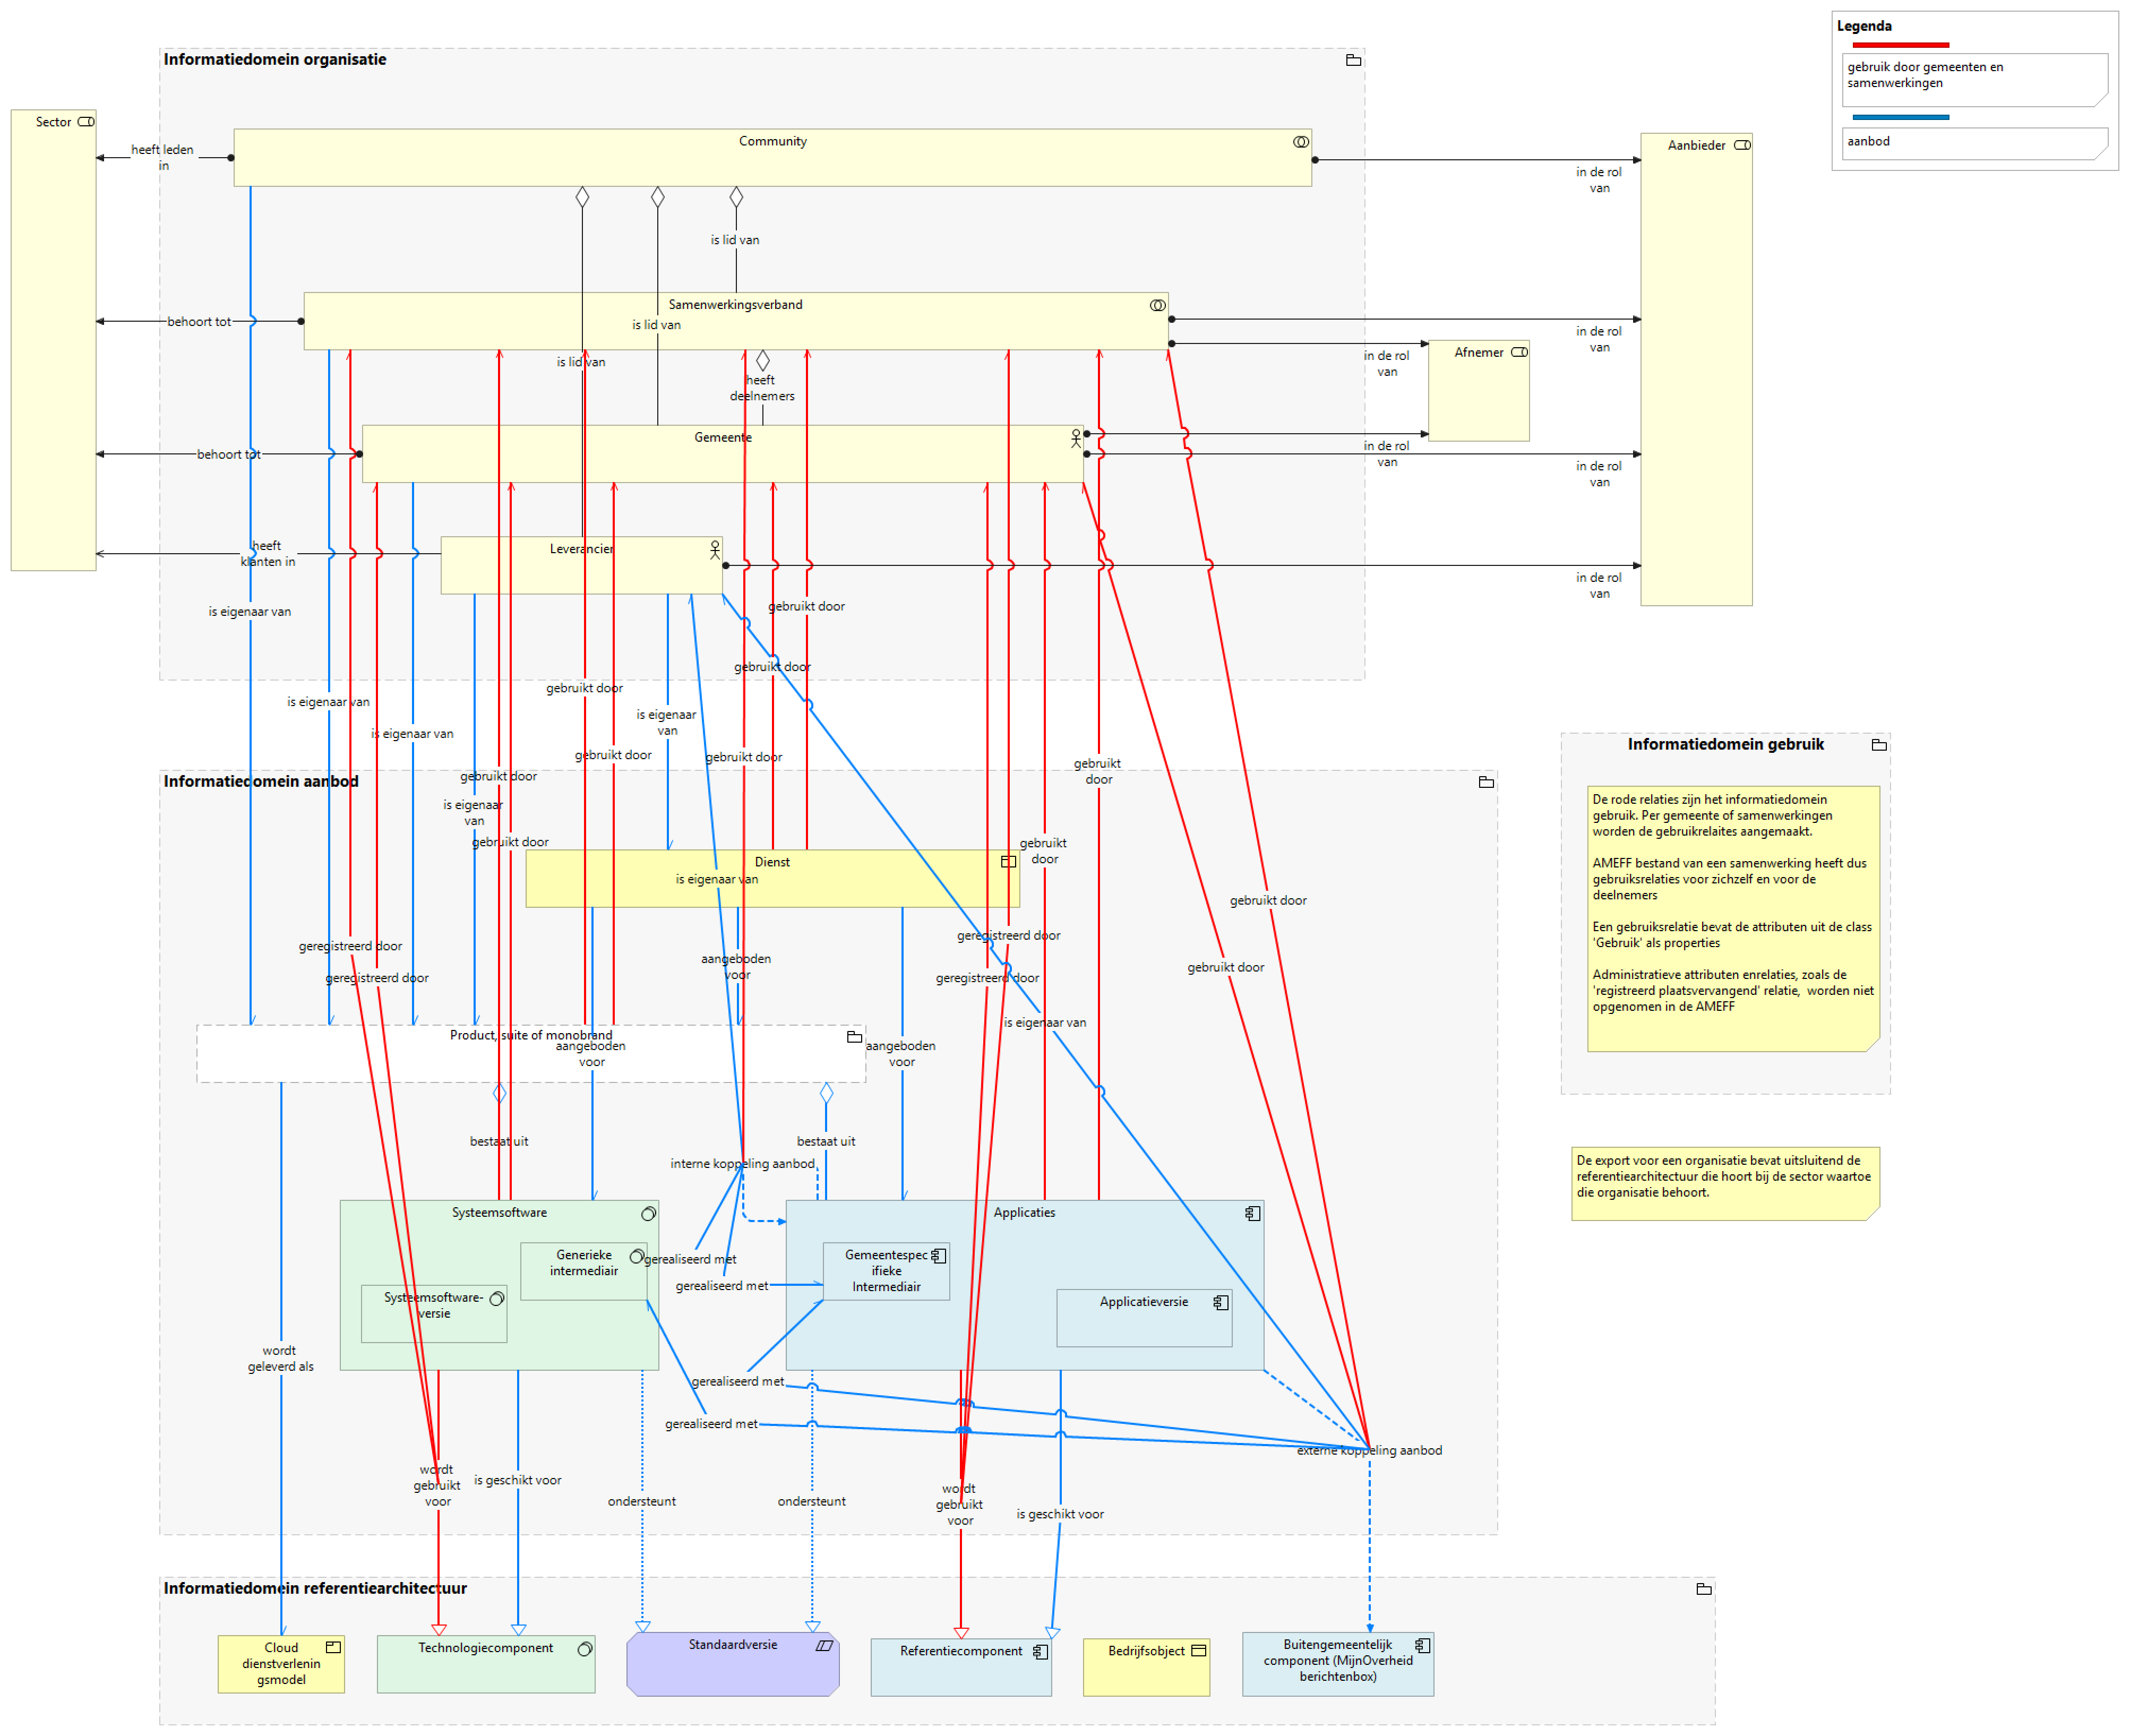 Legenda
gebruik door gemeenten en
samenwerkingen
aanbod
Informatiedomein organisatie
Sector
Community
Aanbieder
heeft leden
in
in de rol
van
is lid van
Samenwerkingsverband
is lid van
behoort tot
in de rol
van
is lid van
in de rol
van
Afnemer
heeft
deelnemers
Gemeente
behoort tot
in de rol
van
in de rol
van
heeft
klanten in
Leverancier
in de rol
van
is eigenaar van
gebruikt door
gebruikt door
gebruikt door
is eigenaar van
is eigenaar
van
is eigenaar van
gebruikt door
gebruikt door
gebruikt
door
gebruikt door
Informatiedomein gebruik
De rode relaties zijn het informatiedomein
gebruik. Per gemeente of samenwerkingen
worden de gebruikrelaites aangemaakt.
AMEFF bestand van een samenwerking heeft dus
gebruiksrelaties voor zichzelf en voor de
deelnemers
Een gebruiksrelatie bevat de attributen uit de class
'Gebruik' als properties
Administratieve attributen enrelaties, zoals de
'registreerd plaatsvervangend' relatie,  worden niet
opgenomen in de AMEFF
Informatiedomein aanbod
is eigenaar
van
gebruikt door
gebruikt
door
Dienst
is eigenaar van
gebruikt door
geregistreerd door
geregistreerd door
aangeboden
voor
geregistreerd door
geregistreerd door
gebruikt door
is eigenaar van
Product, suite of monobrand
aangeboden
voor
aangeboden
voor
bestaat uit
bestaat uit
interne koppeling aanbod
De export voor een organisatie bevat uitsluitend de
referentiearchitectuur die hoort bij de sector waartoe
die organisatie behoort.
Systeemsoftware
Applicaties
Generieke
intermediair
gerealiseerd met
gerealiseerd met
Gemeentespec
ifieke
Intermediair
Systeemsoftware-
versie
Applicatieversie
wordt
geleverd als
gerealiseerd met
gerealiseerd met
externe koppeling aanbod
wordt
gebruikt
voor
is geschikt voor
ondersteunt
ondersteunt
wordt
gebruikt
voor
is geschikt voor
Informatiedomein referentiearchitectuur
Cloud
dienstverlenin
gsmodel
Technologiecomponent
Standaardversie
Referentiecomponent
Bedrijfsobject
Buitengemeentelijk
component (MijnOverheid
berichtenbox)